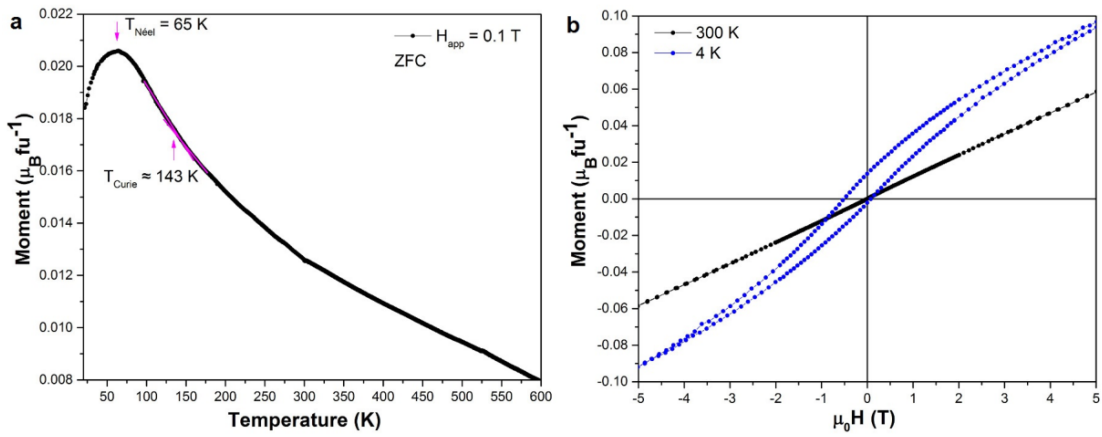 a
T_Néel = 65 K
H_app = 0.1 T
ZFC
T_Curie ≈ 143 K
0.022
0.020
0.018
0.016
0.014
0.012
0.010
0.008
Moment (μ_B fu⁻¹)
50 100 150 200 250 300 350 400 450 500 550 600
Temperature (K)
b
300 K
4 K
0.10
0.08
0.06
0.04
0.02
0.00
-0.02
-0.04
-0.06
-0.08
-0.10
Moment (μ_B fu⁻¹)
-5 -4 -3 -2 -1 0 1 2 3 4 5
μ₀H (T)